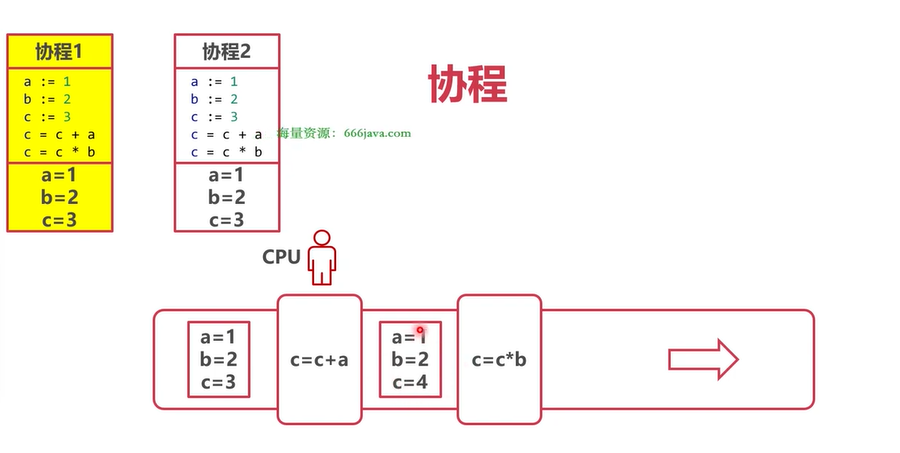 协程1
a := 1
b := 2
c := 3
c = c + a
c = c * b
a=1
b=2
c=3
协程2
a := 1
b := 2
c := 3
c = c + a
c = c * b
a=1
b=2
c=3
协程
海量资源：666java.com
CPU
a=1
b=2
c=3
c=c+a
a=1
b=2
c=4
c=c*b